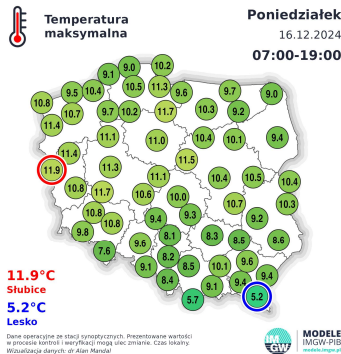 Temperatura
maksymalna
Poniedziałek
16.12.2024
07:00-19:00
9.1 9.0 10.2
10.8 9.5 10.4 10.5 11.3 9.6 9.7 9.0
11.4 10.7 9.7 10.2 11.7 10.3 9.2
11.1 11.0 10.1 9.4
11.4 11.5
11.9 11.3 11.1 10.4 10.5 10.4
10.8 11.7 10.6 10.0 10.7 10.3
10.8 10.8 9.4 9.3 9.2
9.8 9.6 8.1 8.3 8.5 8.6
7.6 8.2 9.6
9.1 8.5 10.1 9.4
8.4 9.1 9.4
5.7 5.2
11.9°C
Słubice
5.2°C
Lesko
Dane operacyjne ze stacji synoptycznych. Prezentowane wartości
w procesie kontroli i weryfikacji mogą ulec zmianie. Czas lokalny.
Wizualizacja danych: dr Alan Mandal
IMGW
MODELE
IMGW-PIB
modele.imgw.pl